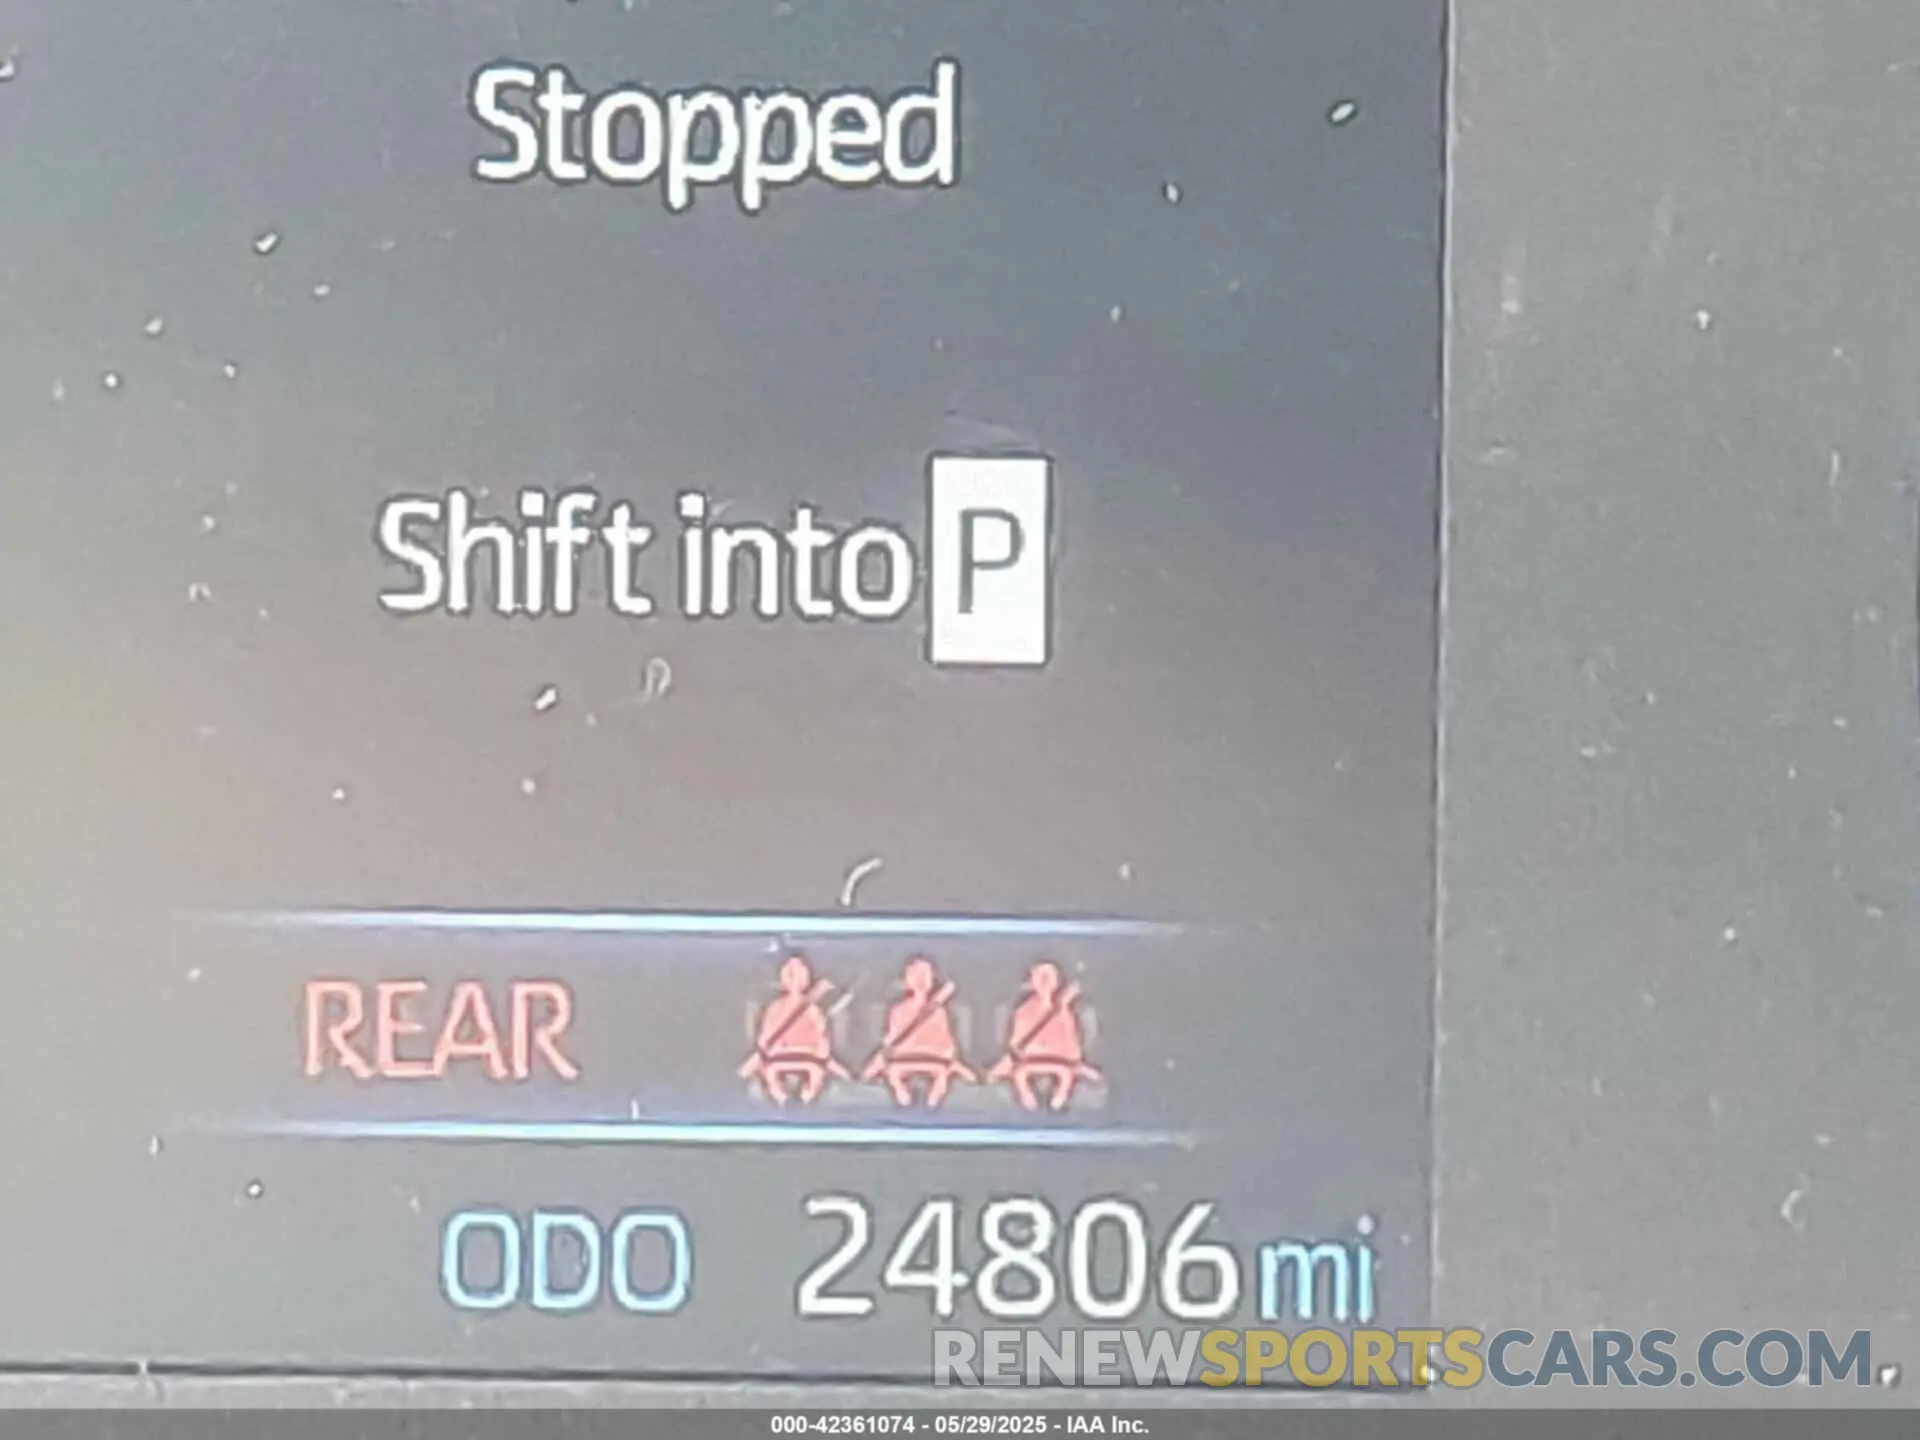 Stopped
Shift into P
REAR
ODO 24806 mi
RENEWSPORTSCARS.COM
000-42361074 - 05/29/2025 - IAA Inc.